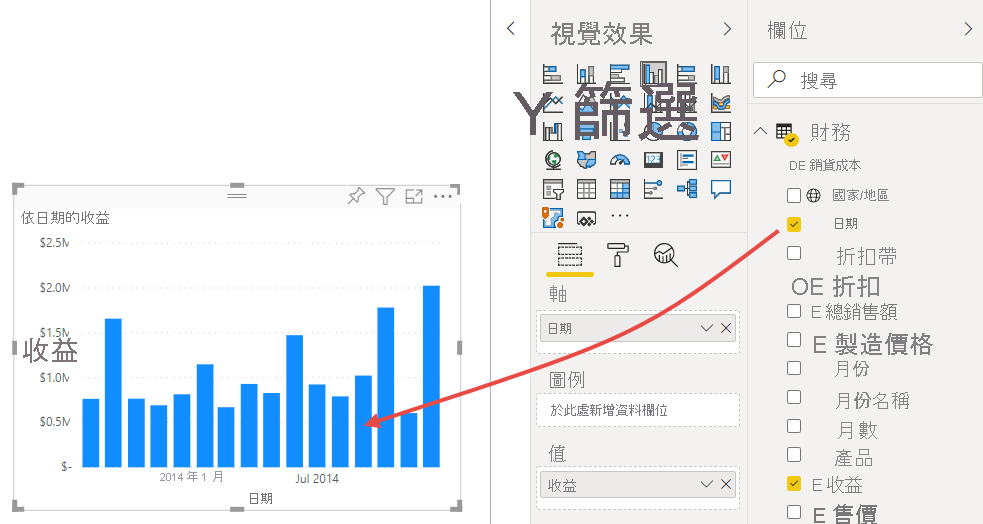 依日期的收益
$2.5M
$2.0M
$1.5M
收益
$1.0M
$0.5M
$-
2014 年 1 月
Jul 2014
日期
視覺效果
Y 篩選
123
軸
日期
圖例
於此處新增資料欄位
值
收益
欄位
搜尋
財務
DE 銷貨成本
國家/地區
日期
折扣帶
OE 折扣
E 總銷售額
E 製造價格
月份
月份名稱
月數
產品
E 收益
E 售價